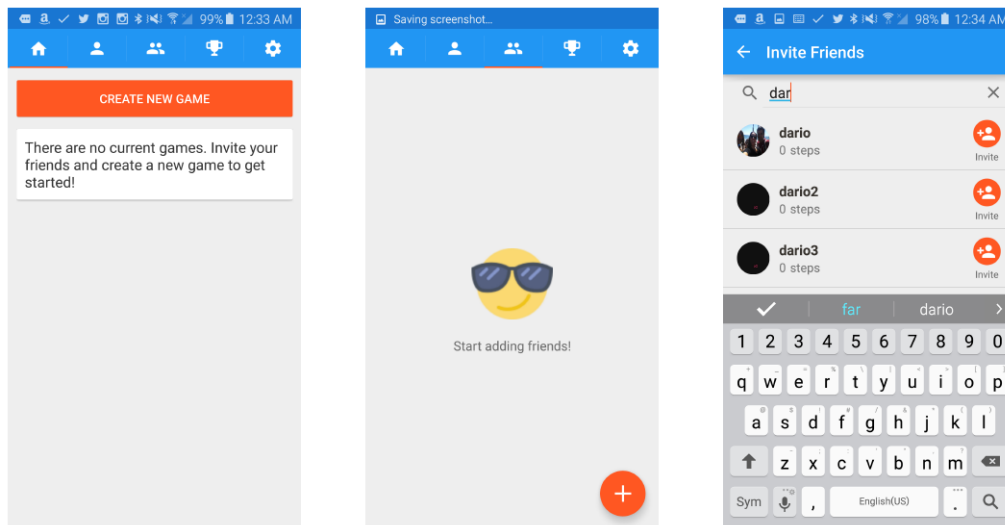 99% 12:33 AM
CREATE NEW GAME
There are no current games. Invite your
friends and create a new game to get
started!
Saving screenshot...
Start adding friends!
98% 12:34 AM
Invite Friends
dar
dario
0 steps
Invite
dario2
0 steps
Invite
dario3
0 steps
Invite
far dario
1 2 3 4 5 6 7 8 9 0
q w e r t y u i o p
a s d f g h j k l
z x c v b n m
Sym , English(US) .